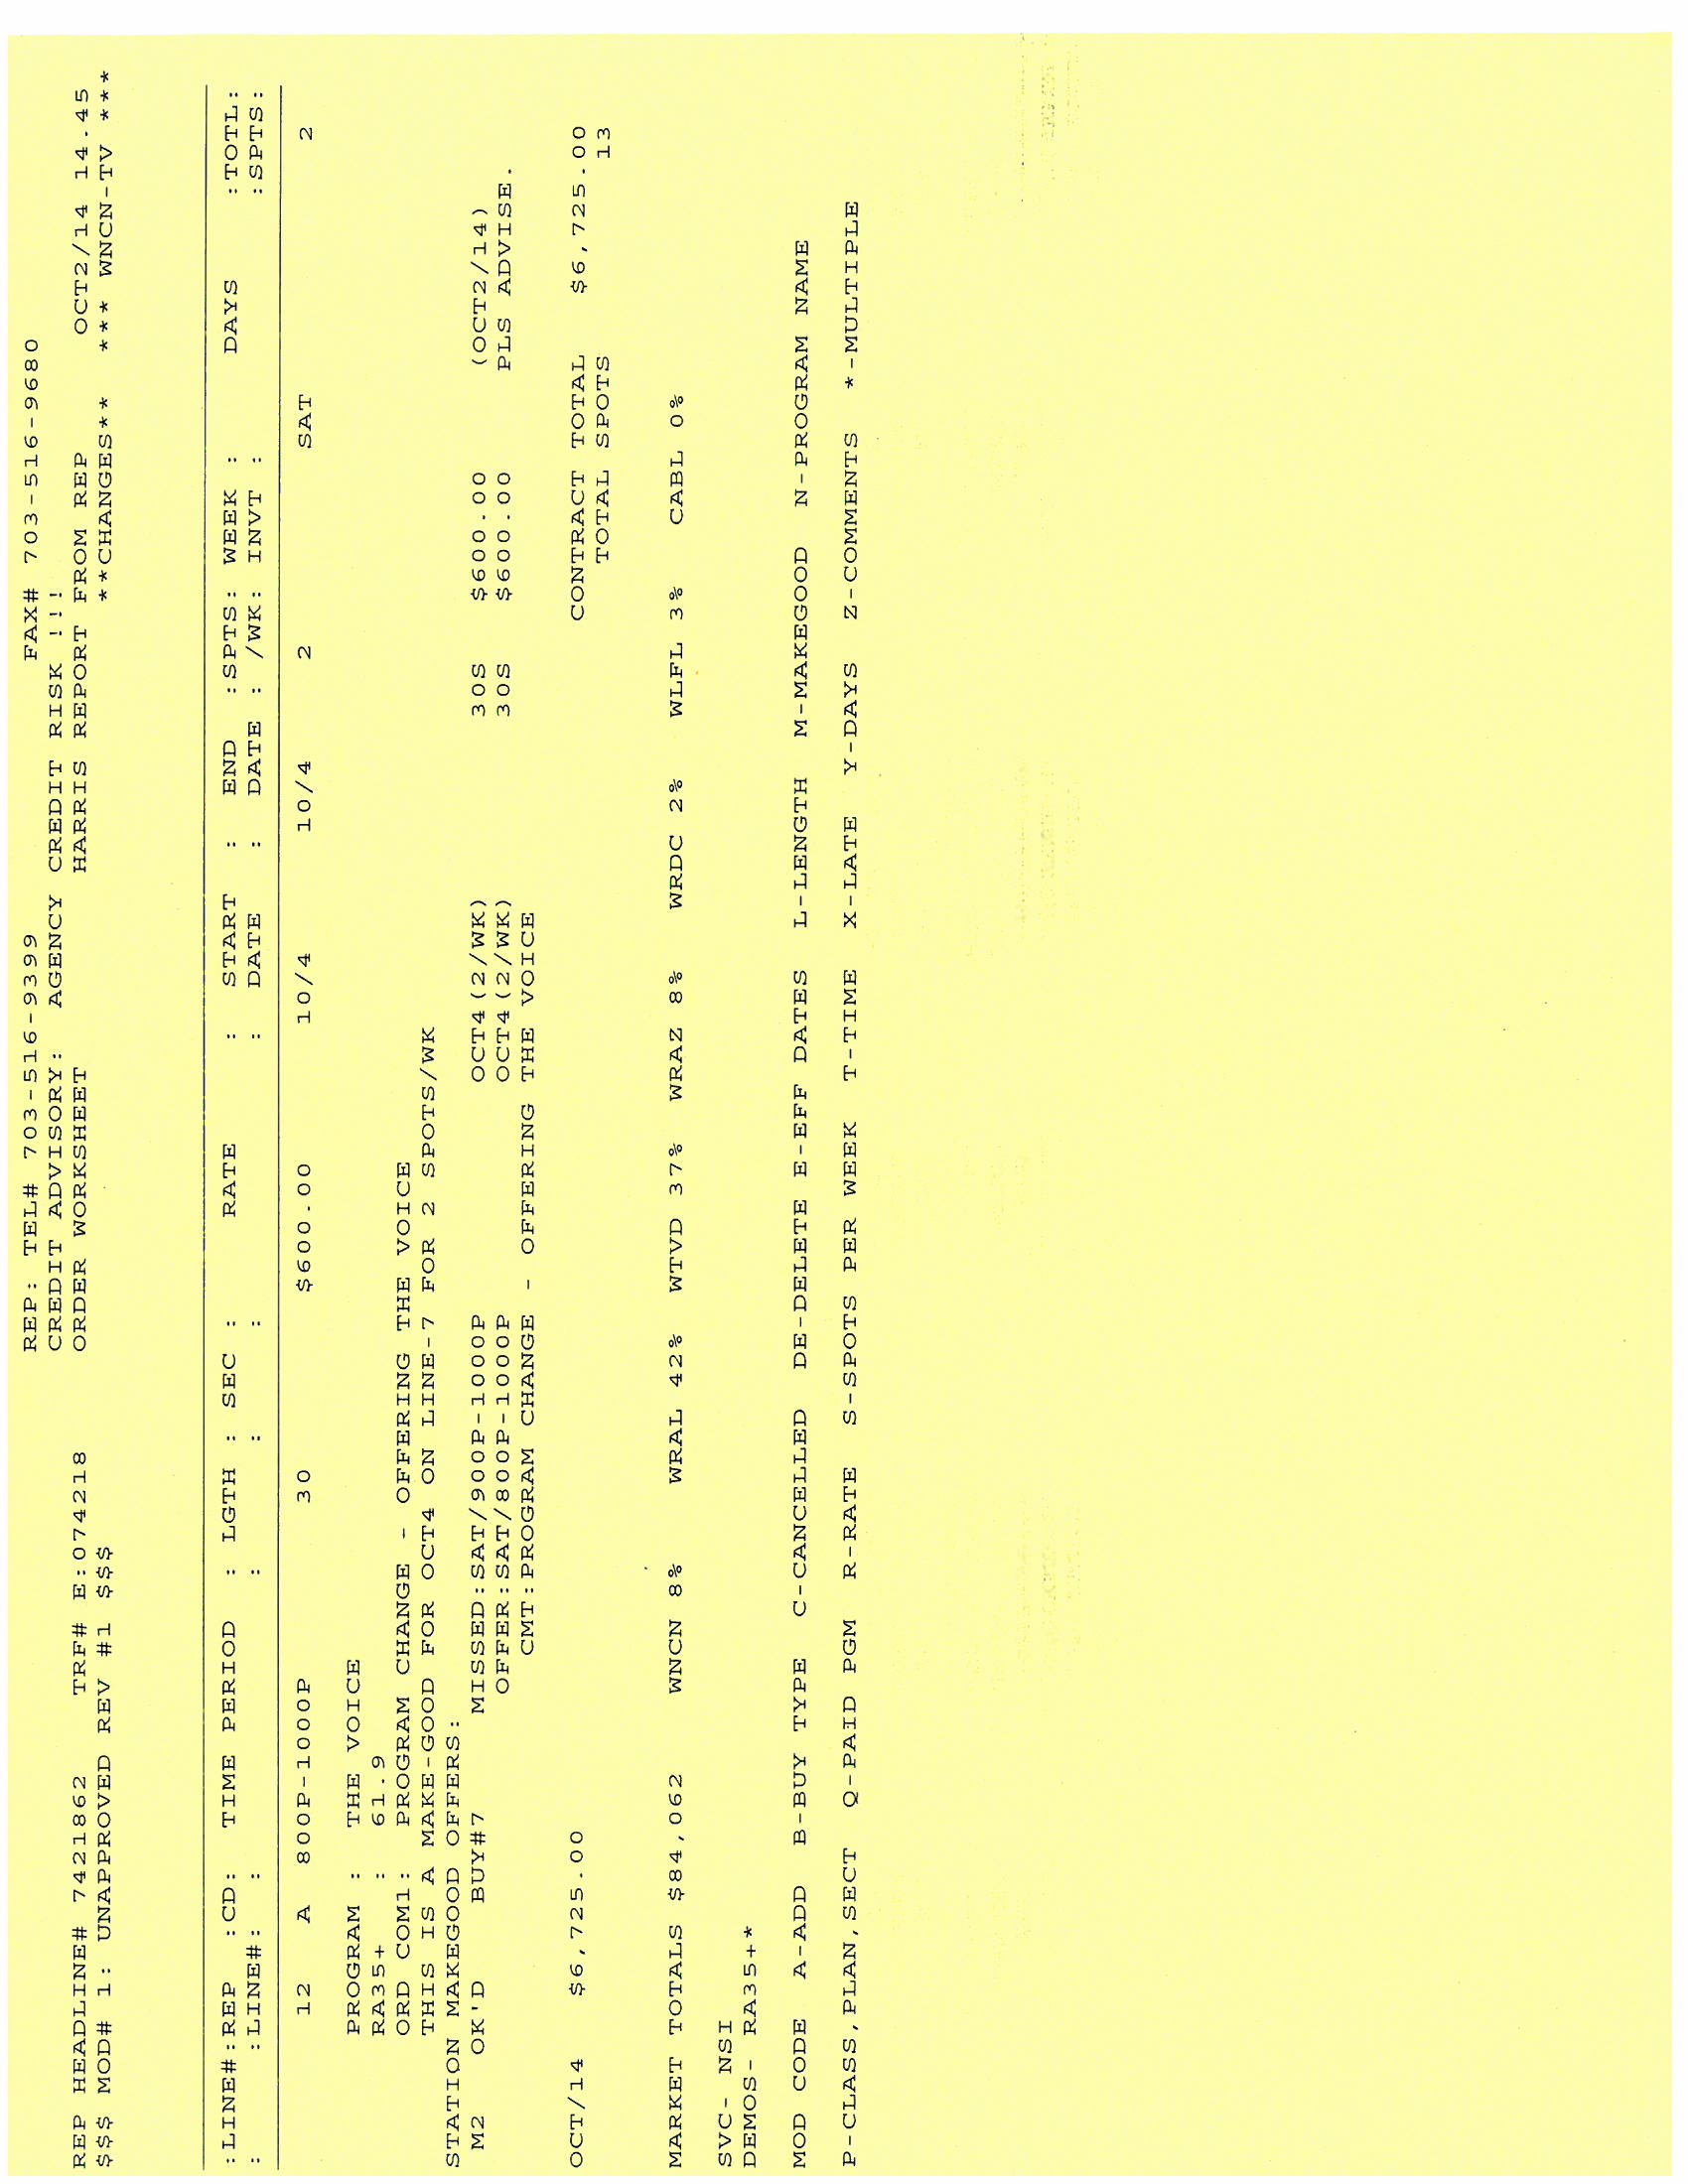 REP: TEL# 703-516-9399 FAX# 703-516-9680
CREDIT ADVISORY: AGENCY CREDIT RISK !!!
REP HEADLINE# 7421862 TRF# E:074218 ORDER WORKSHEET HARRIS REPORT FROM REP OCT2/14 14.45
$$$ MOD# 1: UNAPPROVED REV #1 $$$ **CHANGES** *** WNCN-TV ***
:LINE#:REP :CD: TIME PERIOD : LGTH : SEC : RATE : START : END :SPTS: WEEK : DAYS :TOTL:
: :LINE#: : : : : DATE : DATE : /WK: INVT : :SPTS:
12 A 800P-1000P 30 $600.00 10/4 10/4 2 SAT 2
PROGRAM : THE VOICE
RA35+ : 61.9
ORD COM1: PROGRAM CHANGE - OFFERING THE VOICE
THIS IS A MAKE-GOOD FOR OCT4 ON LINE-7 FOR 2 SPOTS/WK
STATION MAKEGOOD OFFERS:
M2 OK'D BUY#7 MISSED:SAT/900P-1000P OCT4(2/WK) 30S $600.00 (OCT2/14)
OFFER:SAT/800P-1000P OCT4(2/WK) 30S $600.00 PLS ADVISE.
CMT:PROGRAM CHANGE - OFFERING THE VOICE
OCT/14 $6,725.00 CONTRACT TOTAL $6,725.00
TOTAL SPOTS 13
MARKET TOTALS $84,062 WNCN 8% WRAL 42% WTVD 37% WRAZ 8% WRDC 2% WLFL 3% CABL 0%
SVC- NSI
DEMOS- RA35+*
MOD CODE A-ADD B-BUY TYPE C-CANCELLED DE-DELETE E-EFF DATES L-LENGTH M-MAKEGOOD N-PROGRAM NAME
P-CLASS,PLAN,SECT Q-PAID PGM R-RATE S-SPOTS PER WEEK T-TIME X-LATE Y-DAYS Z-COMMENTS *-MULTIPLE